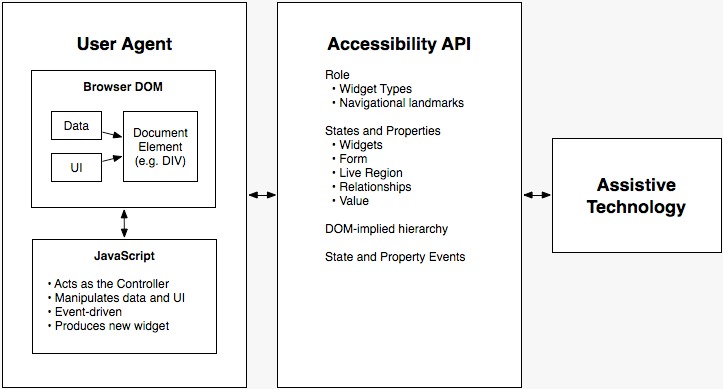 User Agent
Browser DOM
Data
UI
Document
Element
(e.g. DIV)
JavaScript
• Acts as the Controller
• Manipulates data and UI
• Event-driven
• Produces new widget
Accessibility API
Role
• Widget Types
• Navigational landmarks
States and Properties
• Widgets
• Form
• Live Region
• Relationships
• Value
DOM-implied hierarchy
State and Property Events
Assistive
Technology